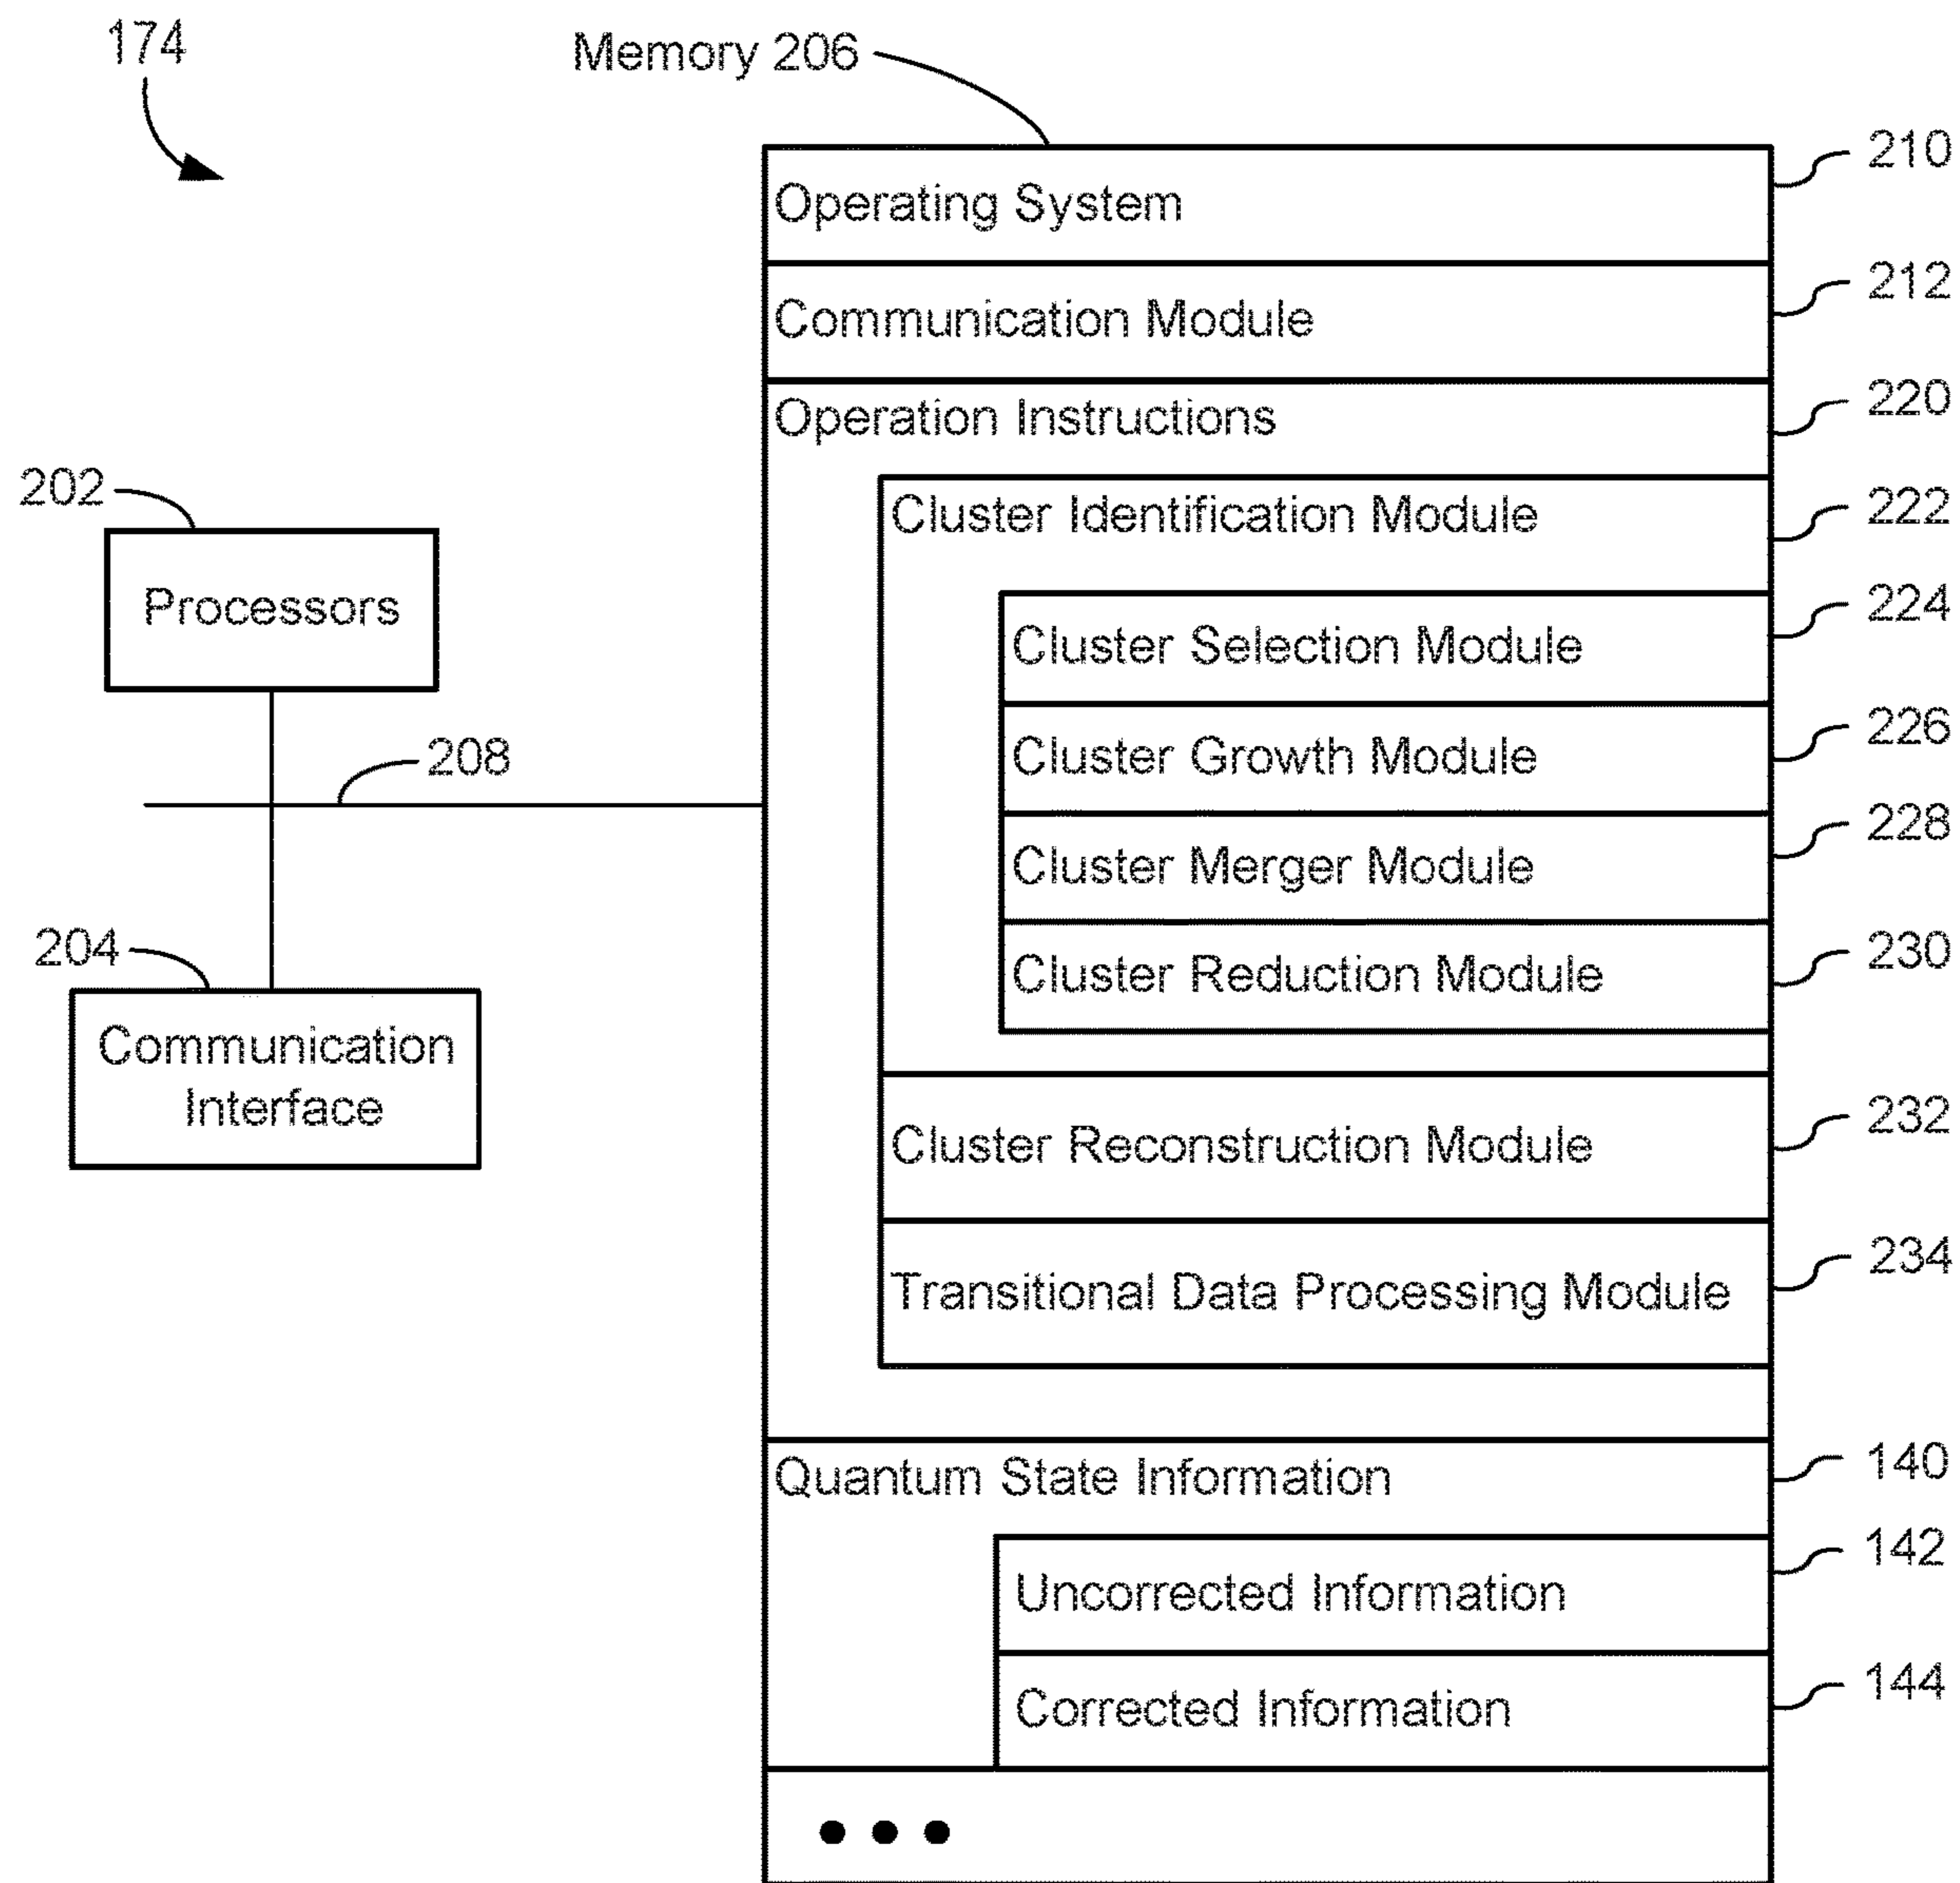 174
Memory 206
210
Operating System
212
Communication Module
220
Operation Instructions
202
222
Cluster Identification Module
Processors
224
Cluster Selection Module
208
226
Cluster Growth Module
228
Cluster Merger Module
204
230
Cluster Reduction Module
Communication
Interface
232
Cluster Reconstruction Module
234
Transitional Data Processing Module
140
Quantum State Information
142
Uncorrected Information
144
Corrected Information